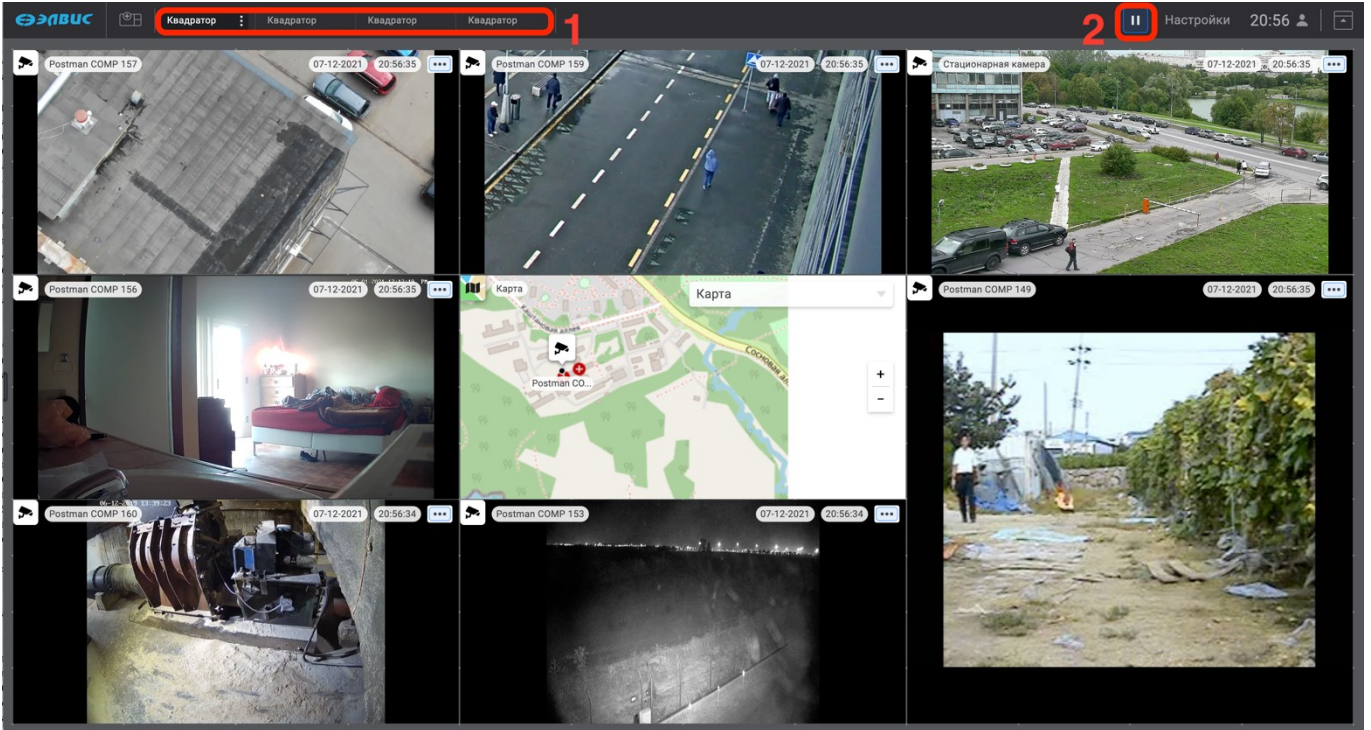 ЭЛВИС
Квадратор
Квадратор
Квадратор
Квадратор
1
2
Настройки
20:56
Postman COMP 157
07-12-2021
20:56:35
Postman COMP 159
07-12-2021
20:56:35
Стационарная камера
07-12-2021
20:56:35
Postman COMP 156
07-12-2021
20:56:35
Карта
Карта
Каштановая аллея
Postman CO...
+
−
Postman COMP 149
07-12-2021
20:56:35
Postman COMP 160
07-12-2021
20:56:34
Postman COMP 153
07-12-2021
20:56:34